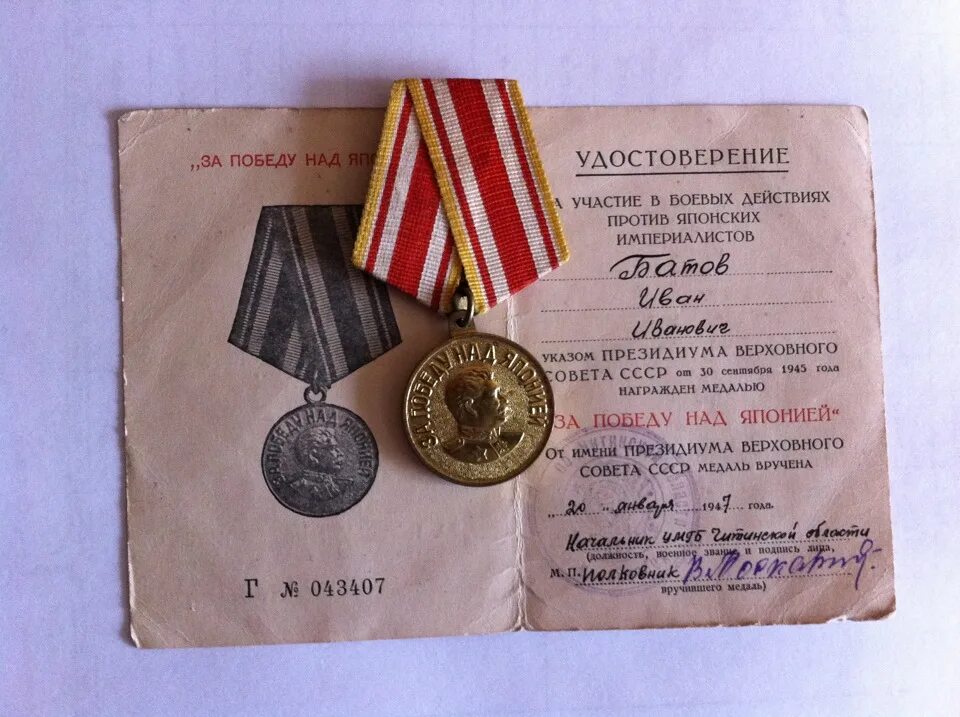 „ЗА ПОБЕДУ НАД ЯПО
ЗА ПОБЕДУ НАД ЯПОНИЕЙ
Г № 043407
ЗА ПОБЕДУ НАД ЯПОНИЕЙ
УДОСТОВЕРЕНИЕ
А УЧАСТИЕ В БОЕВЫХ ДЕЙСТВИЯХ
ПРОТИВ ЯПОНСКИХ
ИМПЕРИАЛИСТОВ
Батов
Иван
Иванович
УКАЗОМ ПРЕЗИДИУМА ВЕРХОВНОГО
СОВЕТА СССР от 30 сентября 1945 года
НАГРАЖДЕН МЕДАЛЬЮ
ЗА ПОБЕДУ НАД ЯПОНИЕЙ“
От имени ПРЕЗИДИУМА ВЕРХОВНОГО
СОВЕТА СССР МЕДАЛЬ ВРУЧЕНА
„20 „ января 1947 года.
Начальник УМГБ Читинской области
(должность, военное звание и подпись лица,
М. П. полковник
вручившего медаль)